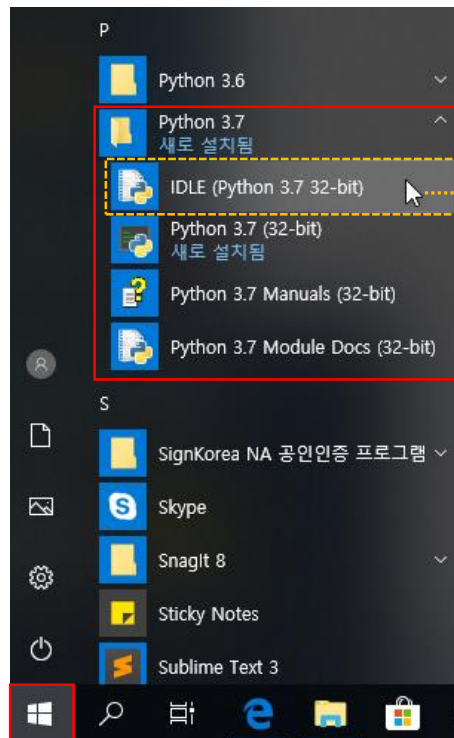 P
Python 3.6
Python 3.7
새로 설치됨
IDLE (Python 3.7 32-bit)
Python 3.7 (32-bit)
새로 설치됨
Python 3.7 Manuals (32-bit)
Python 3.7 Module Docs (32-bit)
S
SignKorea NA 공인인증 프로그램
Skype
SnagIt 8
Sticky Notes
Sublime Text 3